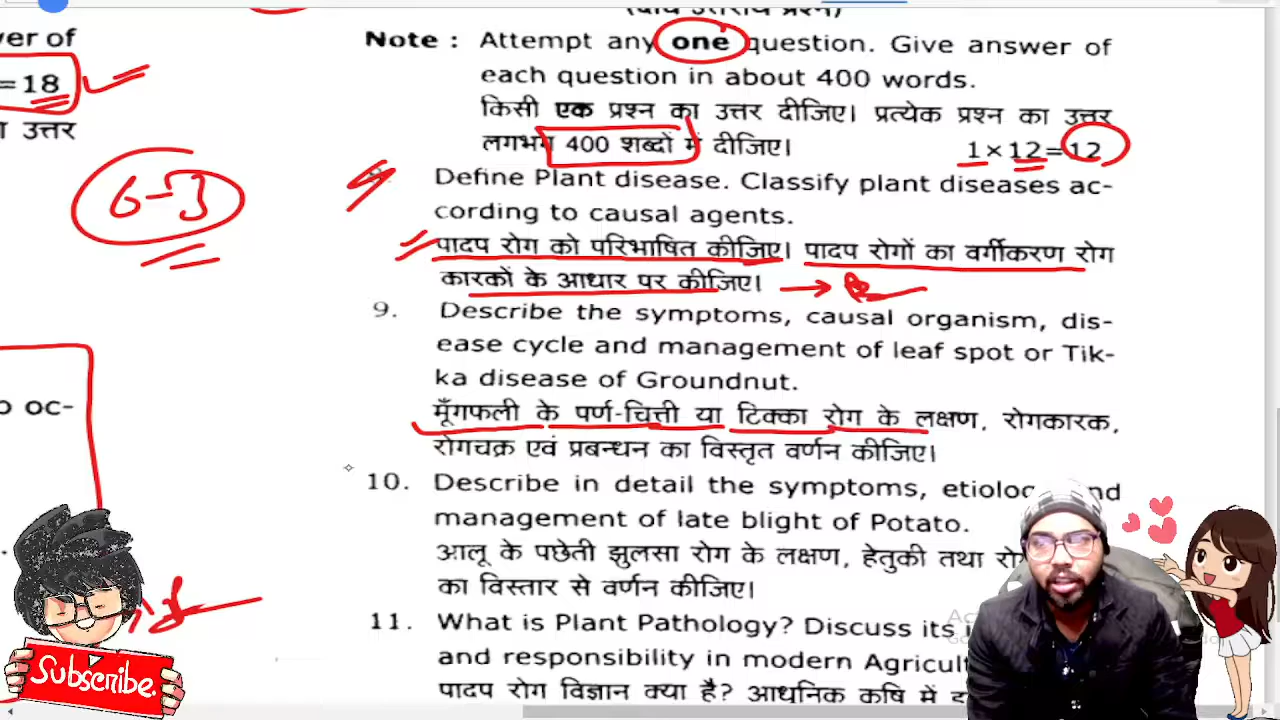 (दीर्घ उत्तरीय प्रश्न)
Note : Attempt any one question. Give answer of
each question in about 400 words.
किसी एक प्रश्न का उत्तर दीजिए। प्रत्येक प्रश्न का उत्तर
लगभग 400 शब्दों में दीजिए।
1×12=12
Define Plant disease. Classify plant diseases ac-
cording to causal agents.
पादप रोग को परिभाषित कीजिए। पादप रोगों का वर्गीकरण रोग
कारकों के आधार पर कीजिए।
9. Describe the symptoms, causal organism, dis-
ease cycle and management of leaf spot or Tik-
ka disease of Groundnut.
मूँगफली के पर्ण-चित्ती या टिक्का रोग के लक्षण, रोगकारक,
रोगचक्र एवं प्रबन्धन का विस्तृत वर्णन कीजिए।
10. Describe in detail the symptoms,
management of late blight of Potato.
आलू के पछेती झुलसा रोग के लक्षण, हेतुकी तथा
का विस्तार से वर्णन कीजिए।
11. What is Plant Pathology? Discuss its
and responsibility in modern
पादप रोग विज्ञान क्या है? आधुनिक कृषि में
wer of
=18
उत्तर
6-
oc-
Subscribe.